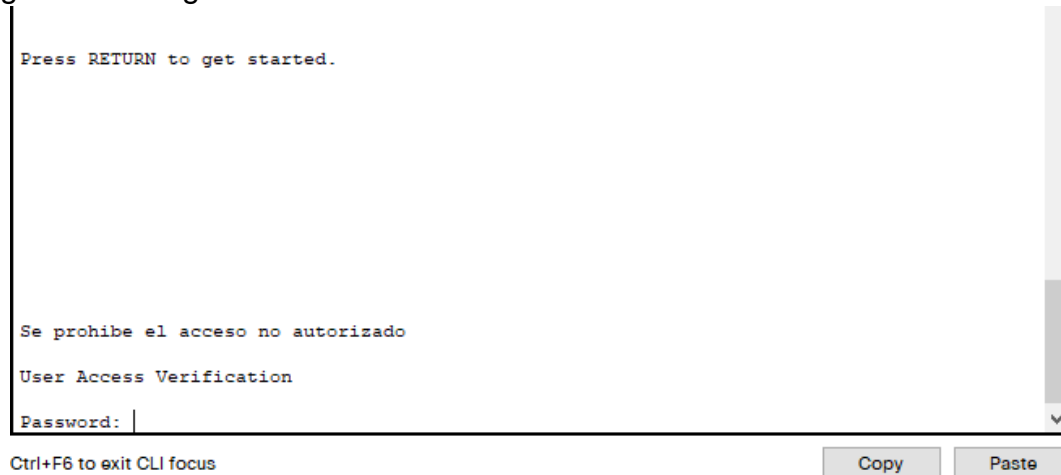 Press RETURN to get started.
Se prohibe el acceso no autorizado
User Access Verification
Password:
Ctrl+F6 to exit CLI focus
Copy
Paste